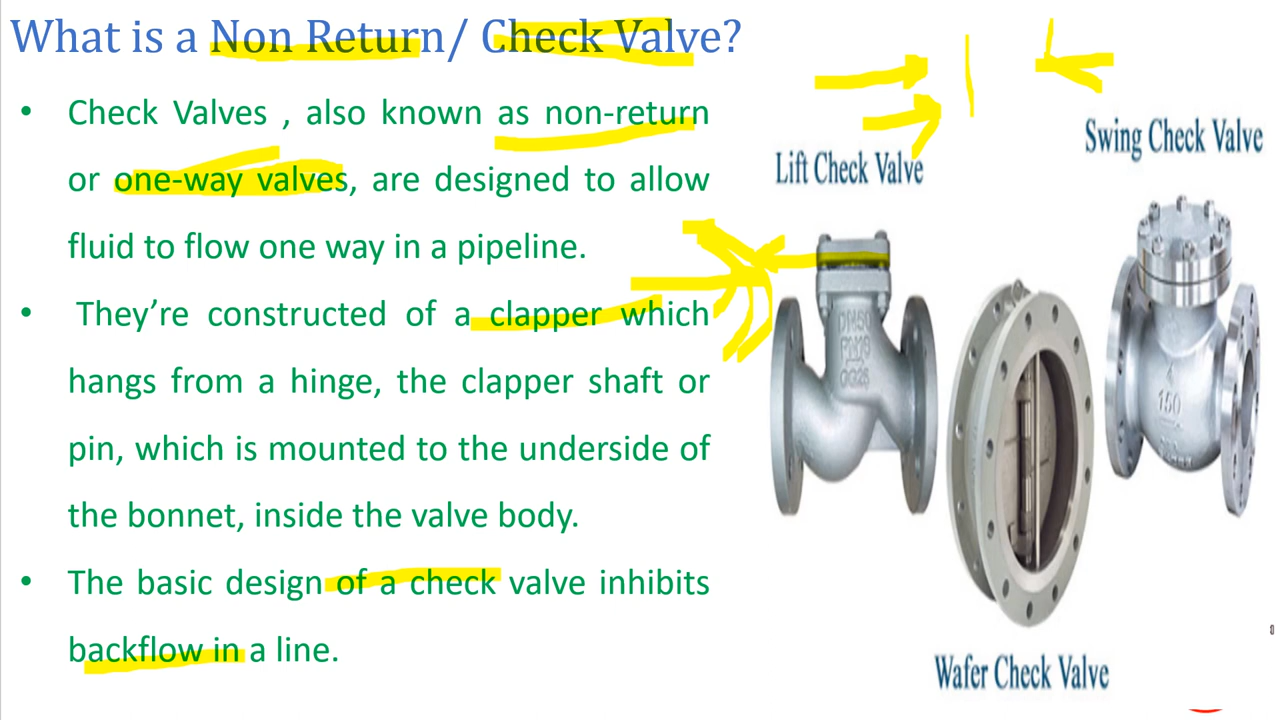 What is a Non Return/ Check Valve?
• Check Valves , also known as non-return
or one-way valves, are designed to allow
fluid to flow one way in a pipeline.
• They’re constructed of a clapper which
hangs from a hinge, the clapper shaft or
pin, which is mounted to the underside of
the bonnet, inside the valve body.
• The basic design of a check valve inhibits
backflow in a line.
Lift Check Valve
Swing Check Valve
DN50
PN16
4
150
Wafer Check Valve